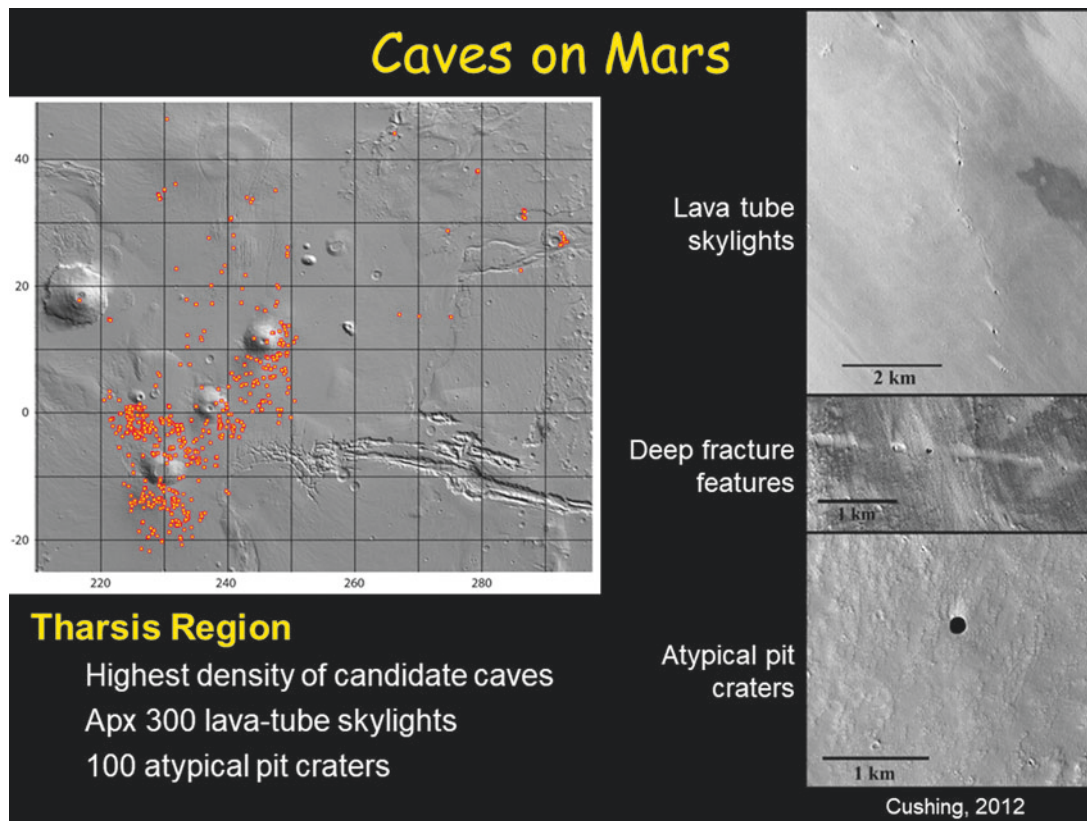 Caves on Mars
40
20
0
-20
220
240
260
280
Lava tube
skylights
2 km
Deep fracture
features
1 km
Atypical pit
craters
1 km
Tharsis Region
Highest density of candidate caves
Apx 300 lava-tube skylights
100 atypical pit craters
Cushing, 2012